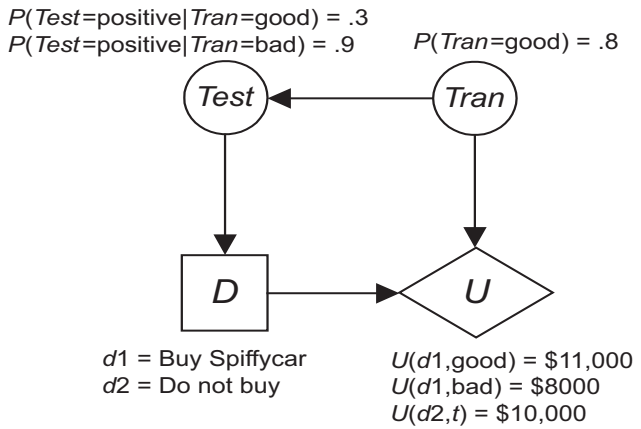 P(Test=positive|Tran=good) = .3
P(Test=positive|Tran=bad) = .9
P(Tran=good) = .8
Test
Tran
D
U
d1 = Buy Spiffycar
d2 = Do not buy
U(d1,good) = $11,000
U(d1,bad) = $8000
U(d2,t) = $10,000